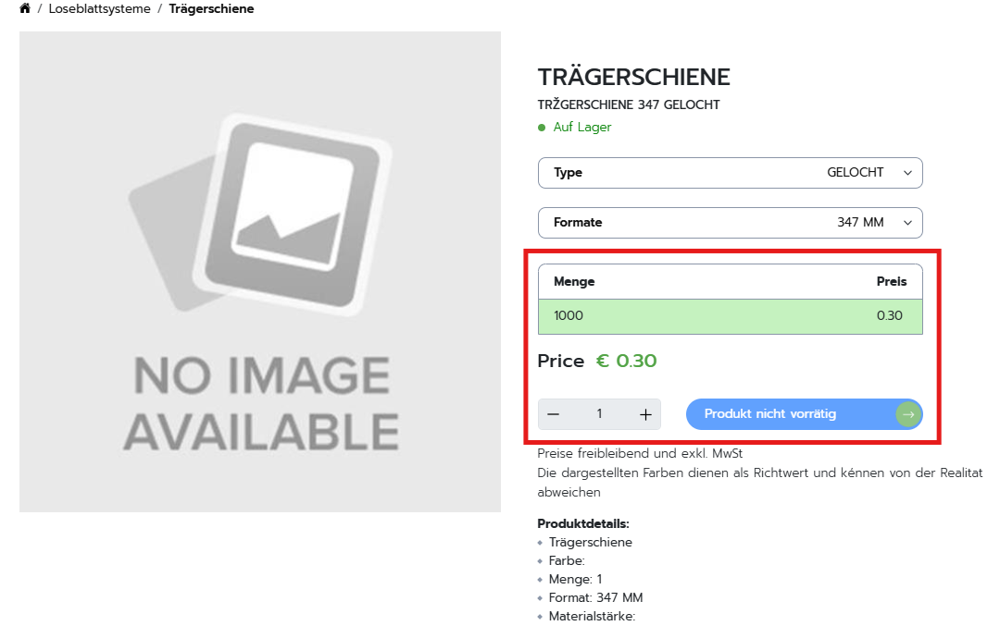 / Loseblattsysteme / Trägerschiene
NO IMAGE
AVAILABLE
TRÄGERSCHIENE
TRŽGERSCHIENE 347 GELOCHT
Auf Lager
Type GELOCHT
Formate 347 MM
Menge Preis
1000 0.30
Price € 0.30
− 1 + Produkt nicht vorrätig →
Preise freibleibend und exkl. MwSt
Die dargestellten Farben dienen als Richtwert und kénnen von der Realitat
abweichen
Produktdetails:
Trägerschiene
Farbe:
Menge: 1
Format: 347 MM
Materialstärke: